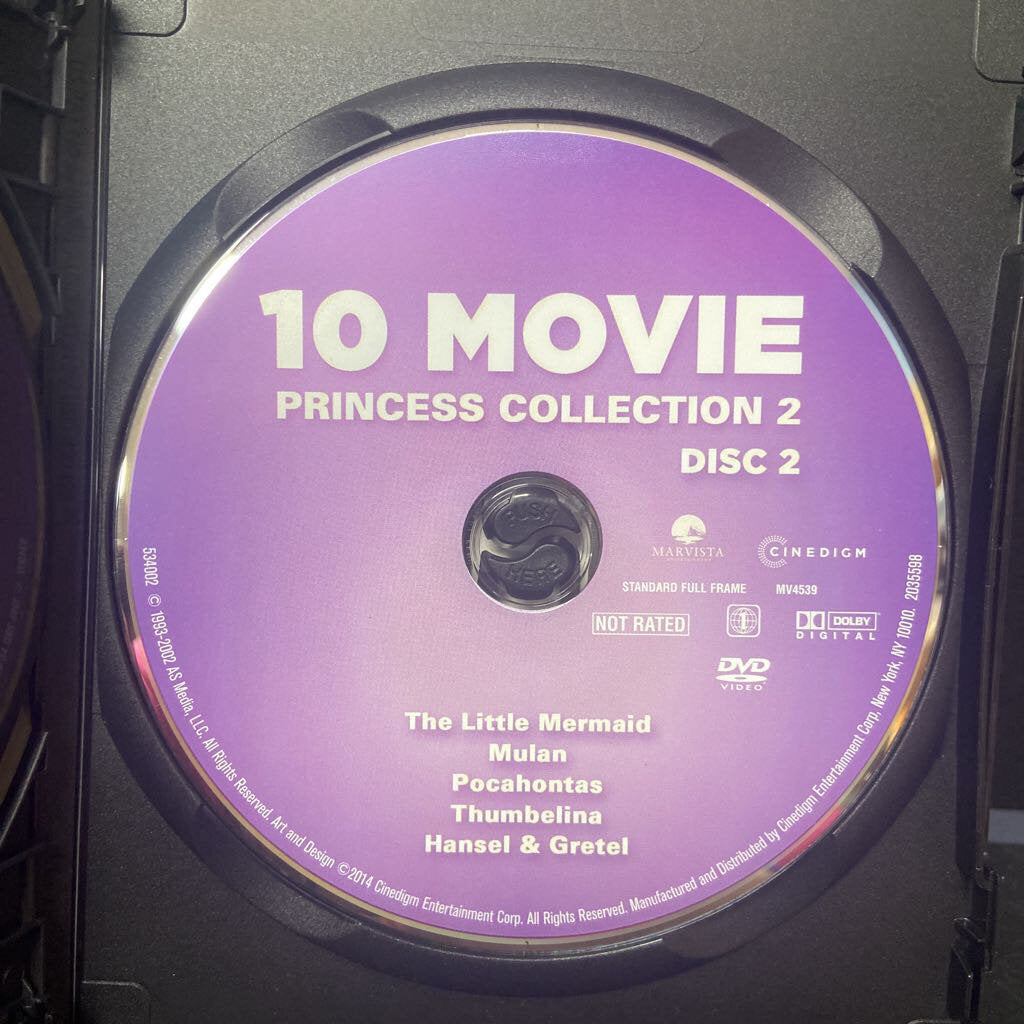 10 MOVIE
PRINCESS COLLECTION 2
DISC 2
PUSH
HERE
MARVISTA
ENTERTAINMENT
CINEDIGM
STANDARD FULL FRAME MV4539
NOT RATED
DOLBY
DIGITAL
DVD
VIDEO
The Little Mermaid
Mulan
Pocahontas
Thumbelina
Hansel & Gretel
534002 © 1993-2002 AS Media, LLC. All Rights Reserved. Art and Design ©2014 Cinedigm Entertainment Corp. All Rights Reserved. Manufactured and Distributed by Cinedigm Entertainment Corp, New York, NY 10010. 2035598